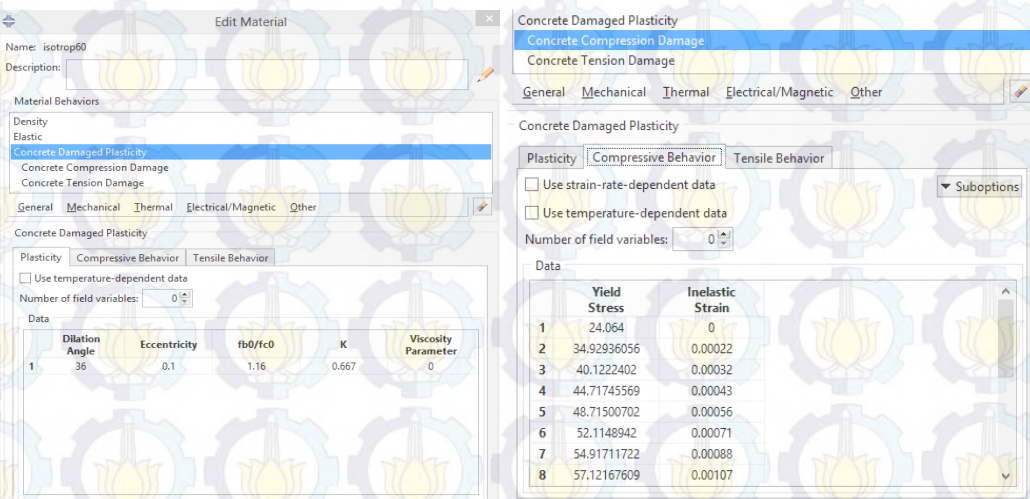 Edit Material
Name: isotrop60
Description:
Material Behaviors
Density
Elastic
Concrete Damaged Plasticity
Concrete Compression Damage
Concrete Tension Damage
General Mechanical Thermal Electrical/Magnetic Other
Concrete Damaged Plasticity
Plasticity Compressive Behavior Tensile Behavior
Use temperature-dependent data
Number of field variables: 0
Data
Dilation Angle Eccentricity fb0/fc0 K Viscosity Parameter
1 36 0.1 1.16 0.667 0
Concrete Damaged Plasticity
Concrete Compression Damage
Concrete Tension Damage
General Mechanical Thermal Electrical/Magnetic Other
Concrete Damaged Plasticity
Plasticity Compressive Behavior Tensile Behavior
Use strain-rate-dependent data Suboptions
Use temperature-dependent data
Number of field variables: 0
Data
Yield Stress Inelastic Strain
1 24.064 0
2 34.92936056 0.00022
3 40.1222402 0.00032
4 44.71745569 0.00043
5 48.71500702 0.00056
6 52.1148942 0.00071
7 54.91711722 0.00088
8 57.12167609 0.00107